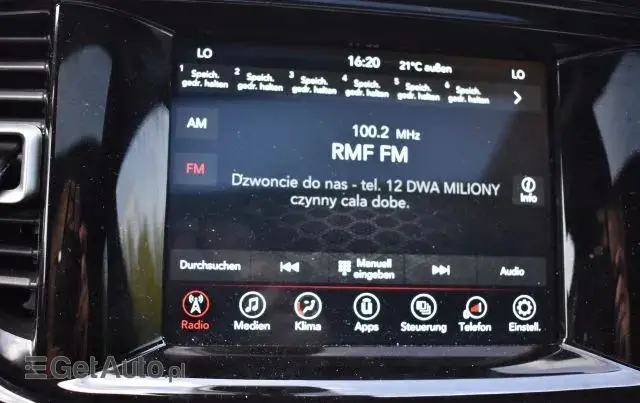 LO
16:20
21°C außen
LO
1 Speich. gedr. halten
2 Speich. gedr. halten
3 Speich. gedr. halten
4 Speich. gedr. halten
5 Speich. gedr. halten
6 Speich. gedr. halten
AM
100.2 MHz
RMF FM
FM
Dzwoncie do nas - tel. 12 DWA MILIONY
czynny cala dobe.
Info
Durchsuchen
Manuell
eingeben
Audio
Radio
Medien
Klima
Apps
Steuerung
Telefon
Einstell.
GetAuto.pl